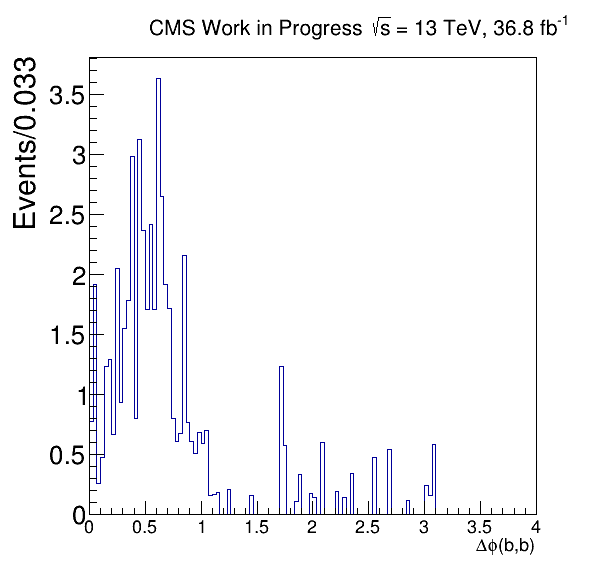 CMS Work in Progress √s = 13 TeV, 36.8 fb⁻¹
Events/0.033
3.5
3
2.5
2
1.5
1
0.5
0
0 0.5 1 1.5 2 2.5 3 3.5 4
Δϕ(b,b)